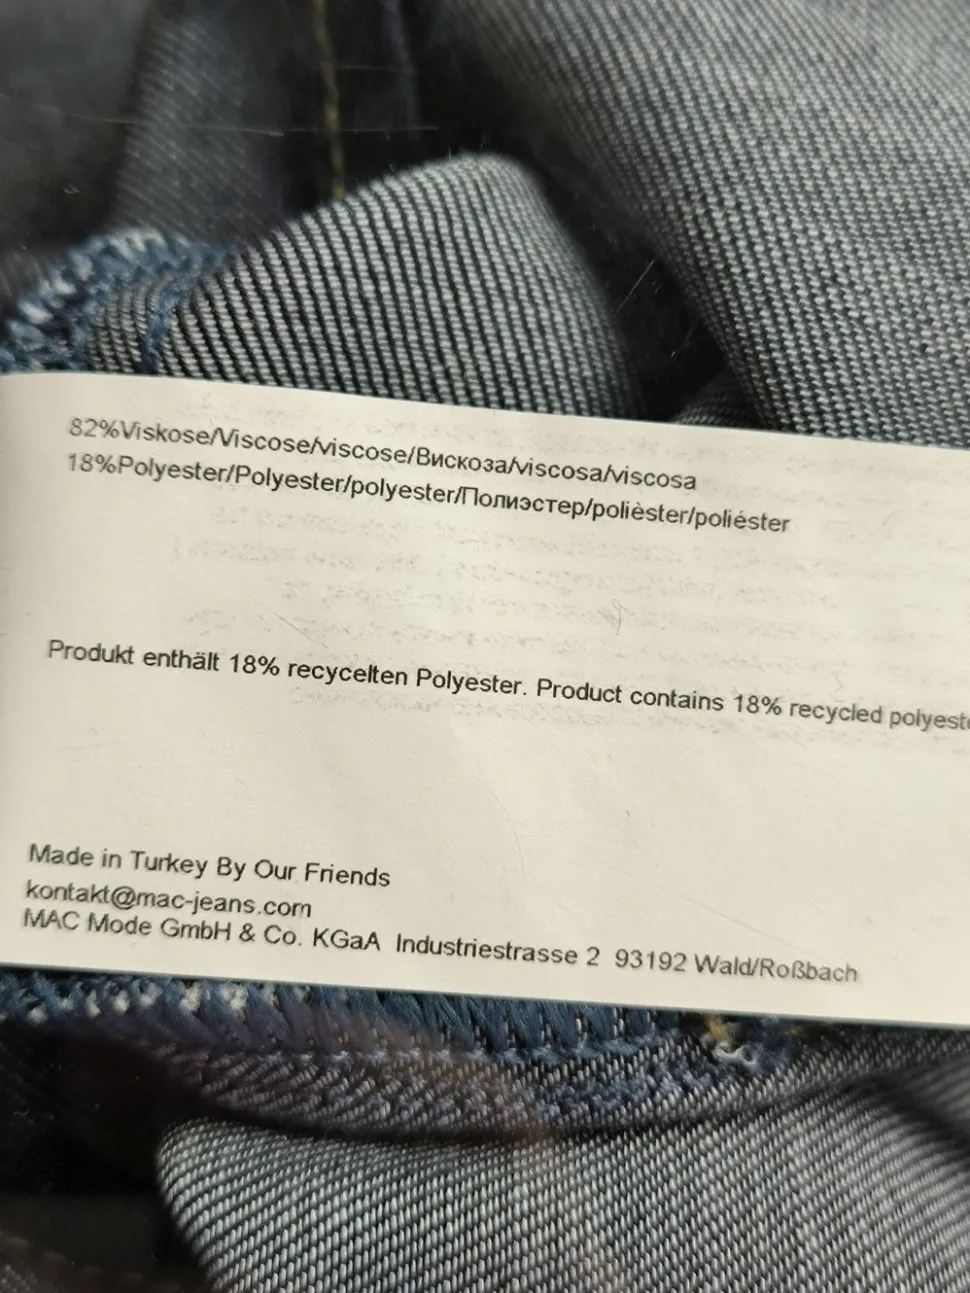 82%Viskose/Viscose/viscose/Вискоза/viscosa/viscosa
18%Polyester/Polyester/polyester/Полиэстер/polièster/poliéster
Produkt enthält 18% recycelten Polyester. Product contains 18% recycled polyeste
Made in Turkey By Our Friends
kontakt@mac-jeans.com
MAC Mode GmbH & Co. KGaA Industriestrasse 2 93192 Wald/Roßbach